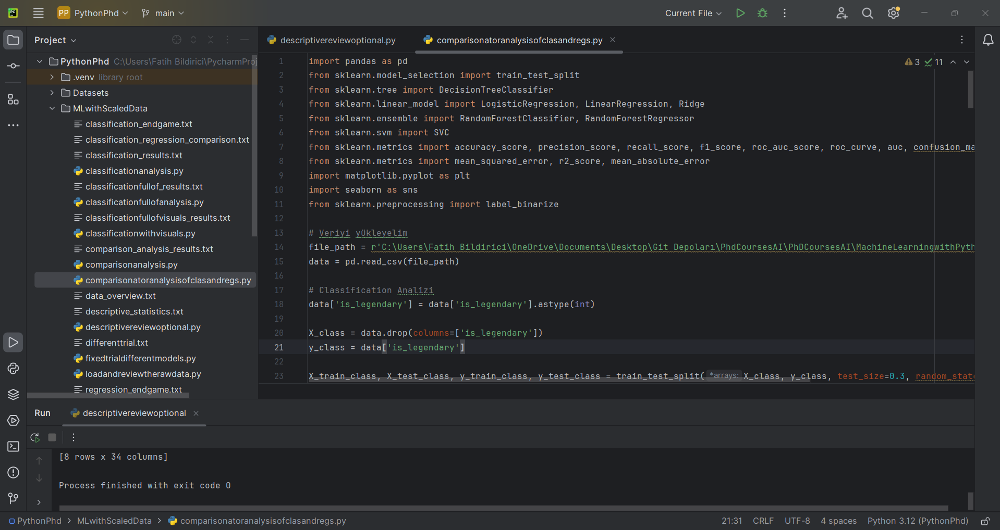 PC
PP PythonPhd main
Current File
Project
PythonPhd C:\Users\Fatih Bildirici\PycharmProj
.venv library root
Datasets
MLwithScaledData
classification_endgame.txt
classification_regression_comparison.txt
classification_results.txt
classificationanalysis.py
classificationfullof_results.txt
classificationfullofanalysis.py
classificationfullofvisuals_results.txt
classificationwithvisuals.py
comparison_analysis_results.txt
comparisonanalysis.py
comparisonatoranalysisofclasandregs.py
data_overview.txt
descriptive_statistics.txt
descriptivereviewoptional.py
differenttrial.txt
fixedtrialdifferentmodels.py
loadandreviewtherawdata.py
regression_endgame.txt
descriptivereviewoptional.py comparisonatoranalysisofclasandregs.py
3 11
1 import pandas as pd
2 from sklearn.model_selection import train_test_split
3 from sklearn.tree import DecisionTreeClassifier
4 from sklearn.linear_model import LogisticRegression, LinearRegression, Ridge
5 from sklearn.ensemble import RandomForestClassifier, RandomForestRegressor
6 from sklearn.svm import SVC
7 from sklearn.metrics import accuracy_score, precision_score, recall_score, f1_score, roc_auc_score, roc_curve, auc, confusion_ma
8 from sklearn.metrics import mean_squared_error, r2_score, mean_absolute_error
9 import matplotlib.pyplot as plt
10 import seaborn as sns
11 from sklearn.preprocessing import label_binarize
12
13 # Veriyi yükleyelim
14 file_path = r'C:\Users\Fatih Bildirici\OneDrive\Documents\Desktop\Git Depoları\PhdCoursesAI\PhDCoursesAI\MachineLearningwithPyth
15 data = pd.read_csv(file_path)
16
17 # Classification Analizi
18 data['is_legendary'] = data['is_legendary'].astype(int)
19
20 X_class = data.drop(columns=['is_legendary'])
21 y_class = data['is_legendary']
22
23 X_train_class, X_test_class, y_train_class, y_test_class = train_test_split( *arrays: X_class, y_class, test_size=0.3, random_stat
Run descriptivereviewoptional
[8 rows x 34 columns]
Process finished with exit code 0
PythonPhd > MLwithScaledData > comparisonatoranalysisofclasandregs.py
21:31 CRLF UTF-8 4 spaces Python 3.12 (PythonPhd)